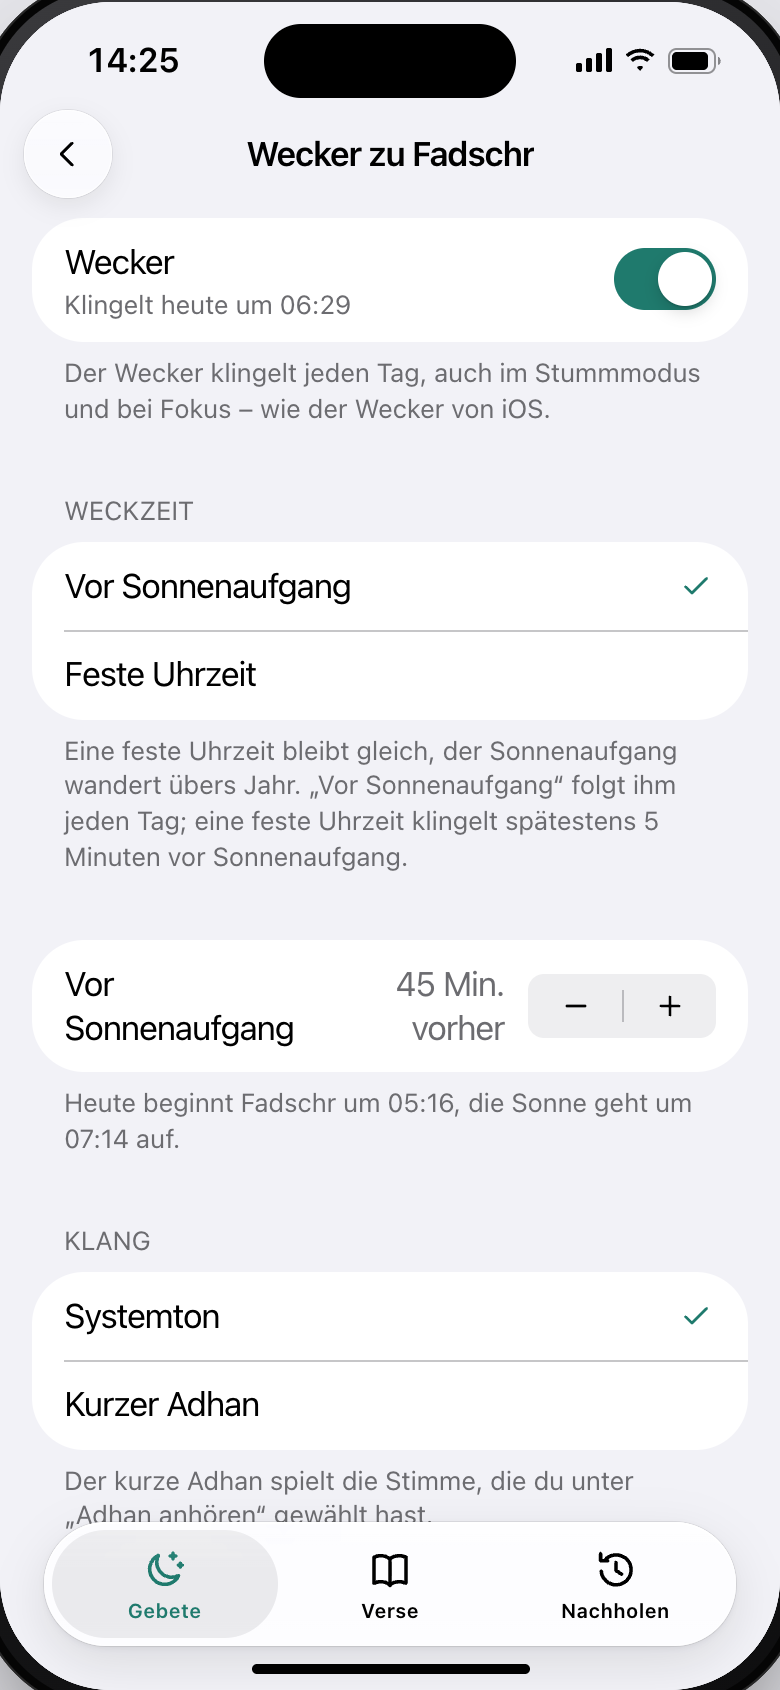 14:25
Wecker zu Fadschr
Wecker
Klingelt heute um 06:29
Der Wecker klingelt jeden Tag, auch im Stummmodus
und bei Fokus – wie der Wecker von iOS.
WECKZEIT
Vor Sonnenaufgang
Feste Uhrzeit
Eine feste Uhrzeit bleibt gleich, der Sonnenaufgang
wandert übers Jahr. „Vor Sonnenaufgang“ folgt ihm
jeden Tag; eine feste Uhrzeit klingelt spätestens 5
Minuten vor Sonnenaufgang.
Vor
Sonnenaufgang
45 Min.
vorher
Heute beginnt Fadschr um 05:16, die Sonne geht um
07:14 auf.
KLANG
Systemton
Kurzer Adhan
Der kurze Adhan spielt die Stimme, die du unter
„Adhan anhören“ gewählt hast.
Gebete
Verse
Nachholen